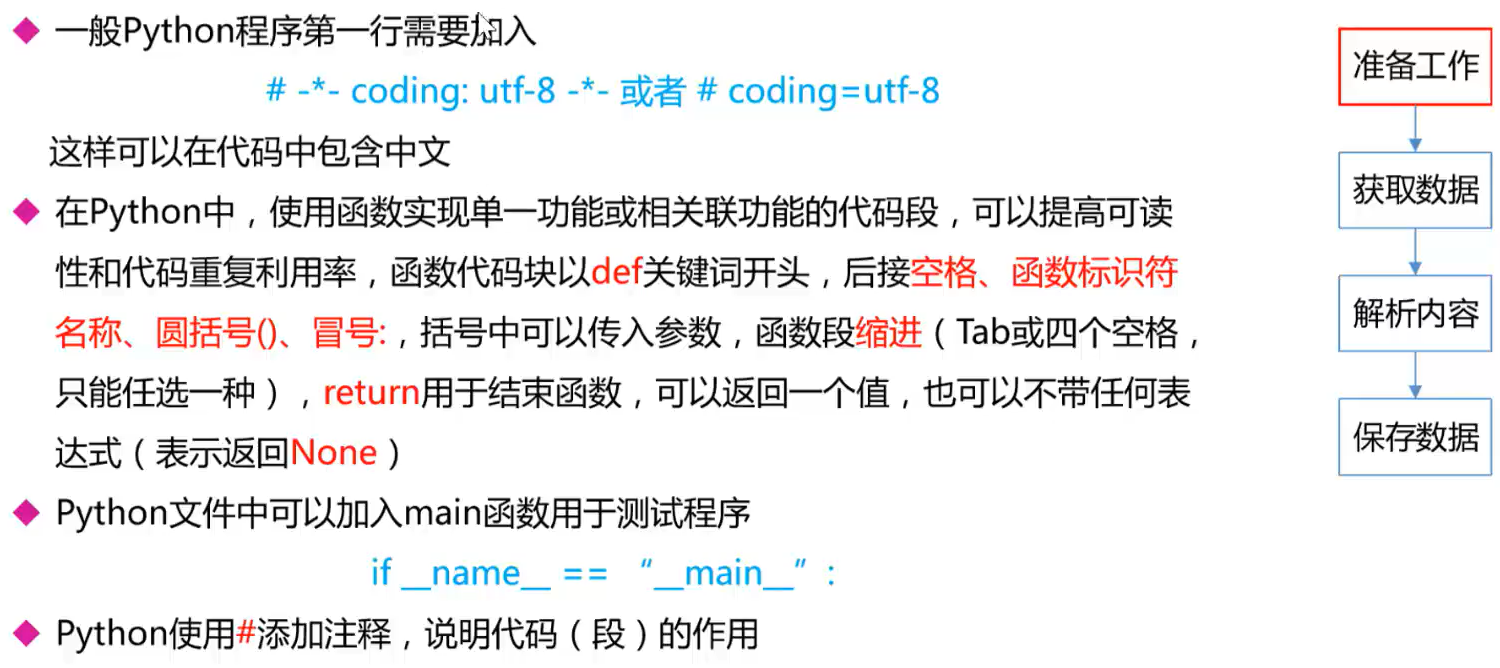 一般Python程序第一行需要加入
# -*- coding: utf-8 -*- 或者 # coding=utf-8
这样可以在代码中包含中文
在Python中，使用函数实现单一功能或相关联功能的代码段，可以提高可读
性和代码重复利用率，函数代码块以def关键词开头，后接空格、函数标识符
名称、圆括号()、冒号:，括号中可以传入参数，函数段缩进（Tab或四个空格，
只能任选一种），return用于结束函数，可以返回一个值，也可以不带任何表
达式（表示返回None）
Python文件中可以加入main函数用于测试程序
if __name__ == “__main__”:
Python使用#添加注释，说明代码（段）的作用
准备工作
获取数据
解析内容
保存数据